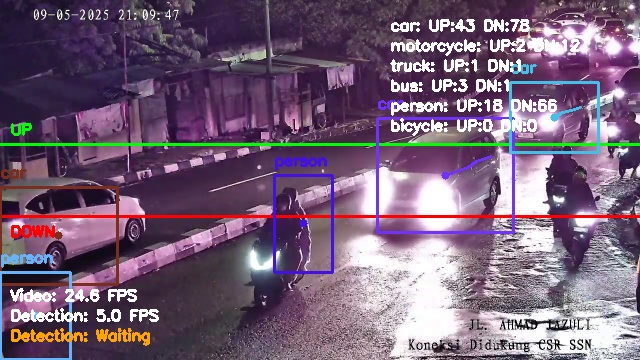 09-05-2025 21:09:47
car: UP:43 DN:78
motorcycle: UP:2 DN:12
truck: UP:1 DN:1
car
bus: UP:3 DN:1
person: UP:18 DN:66
bicycle: UP:0 DN:0
UP
person
car
DOWN
person
Video: 24.6 FPS
Detection: 5.0 FPS
Detection: Waiting
JL. AHMAD JAZULI
Koneksi Didukung CSR SSN